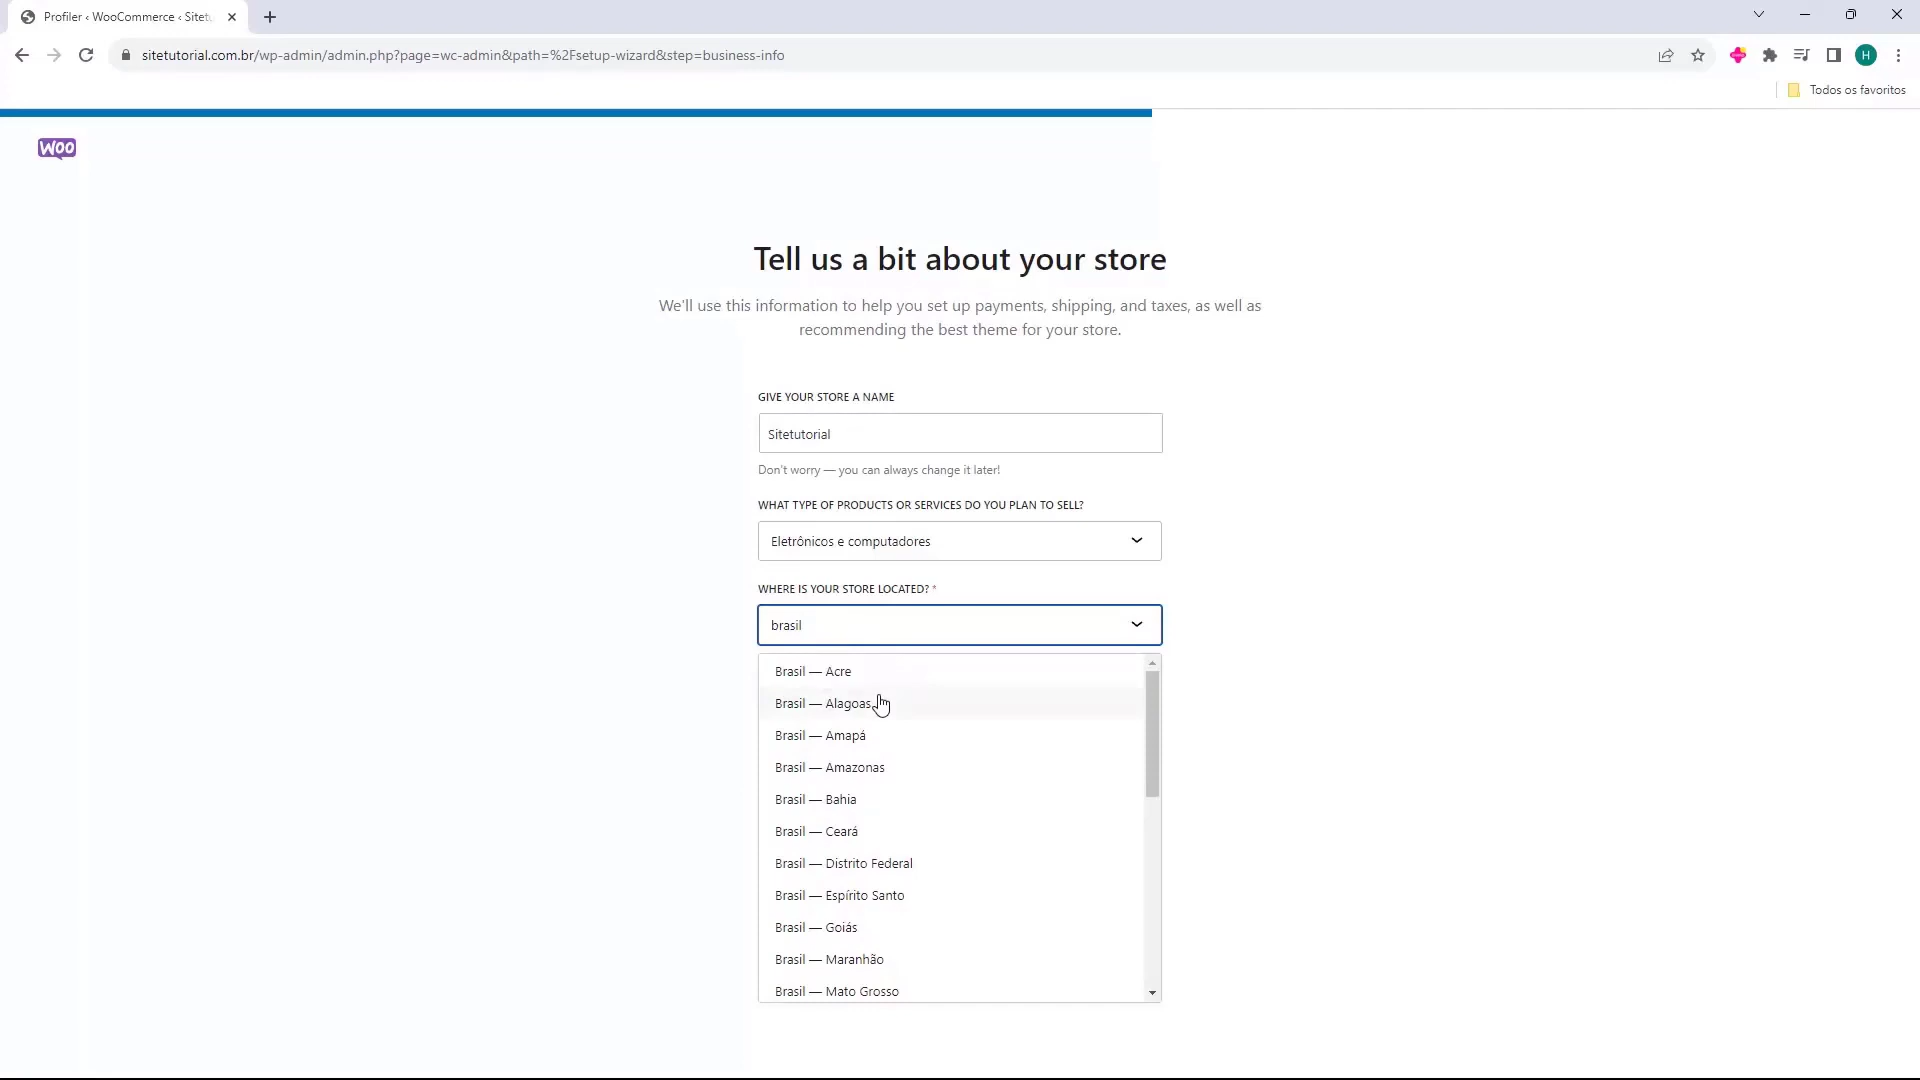 Profiler ‹ WooCommerce ‹ Sitetu
sitetutorial.com.br/wp-admin/admin.php?page=wc-admin&path=%2Fsetup-wizard&step=business-info
H
Todos os favoritos
WOO
Tell us a bit about your store
We'll use this information to help you set up payments, shipping, and taxes, as well as
recommending the best theme for your store.
GIVE YOUR STORE A NAME
Sitetutorial
Don't worry — you can always change it later!
WHAT TYPE OF PRODUCTS OR SERVICES DO YOU PLAN TO SELL?
Eletrônicos e computadores
WHERE IS YOUR STORE LOCATED? *
brasil
Brasil — Acre
Brasil — Alagoas
Brasil — Amapá
Brasil — Amazonas
Brasil — Bahia
Brasil — Ceará
Brasil — Distrito Federal
Brasil — Espírito Santo
Brasil — Goiás
Brasil — Maranhão
Brasil — Mato Grosso